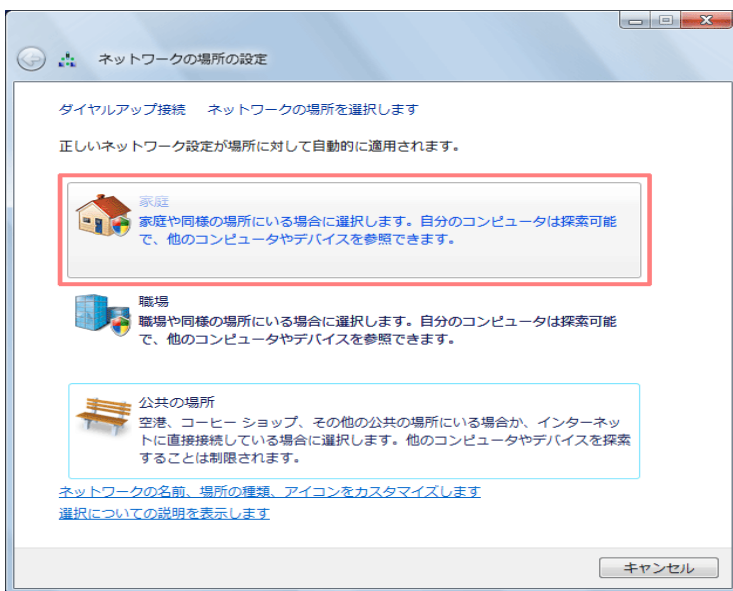 ネットワークの場所の設定
ダイヤルアップ接続 ネットワークの場所を選択します
正しいネットワーク設定が場所に対して自動的に適用されます。
家庭
家庭や同様の場所にいる場合に選択します。自分のコンピュータは探索可能
で、他のコンピュータやデバイスを参照できます。
職場
職場や同様の場所にいる場合に選択します。自分のコンピュータは探索可能
で、他のコンピュータやデバイスを参照できます。
公共の場所
空港、コーヒー ショップ、その他の公共の場所にいる場合か、インターネッ
トに直接接続している場合に選択します。他のコンピュータやデバイスを探索
することは制限されます。
ネットワークの名前、場所の種類、アイコンをカスタマイズします
選択についての説明を表示します
キャンセル